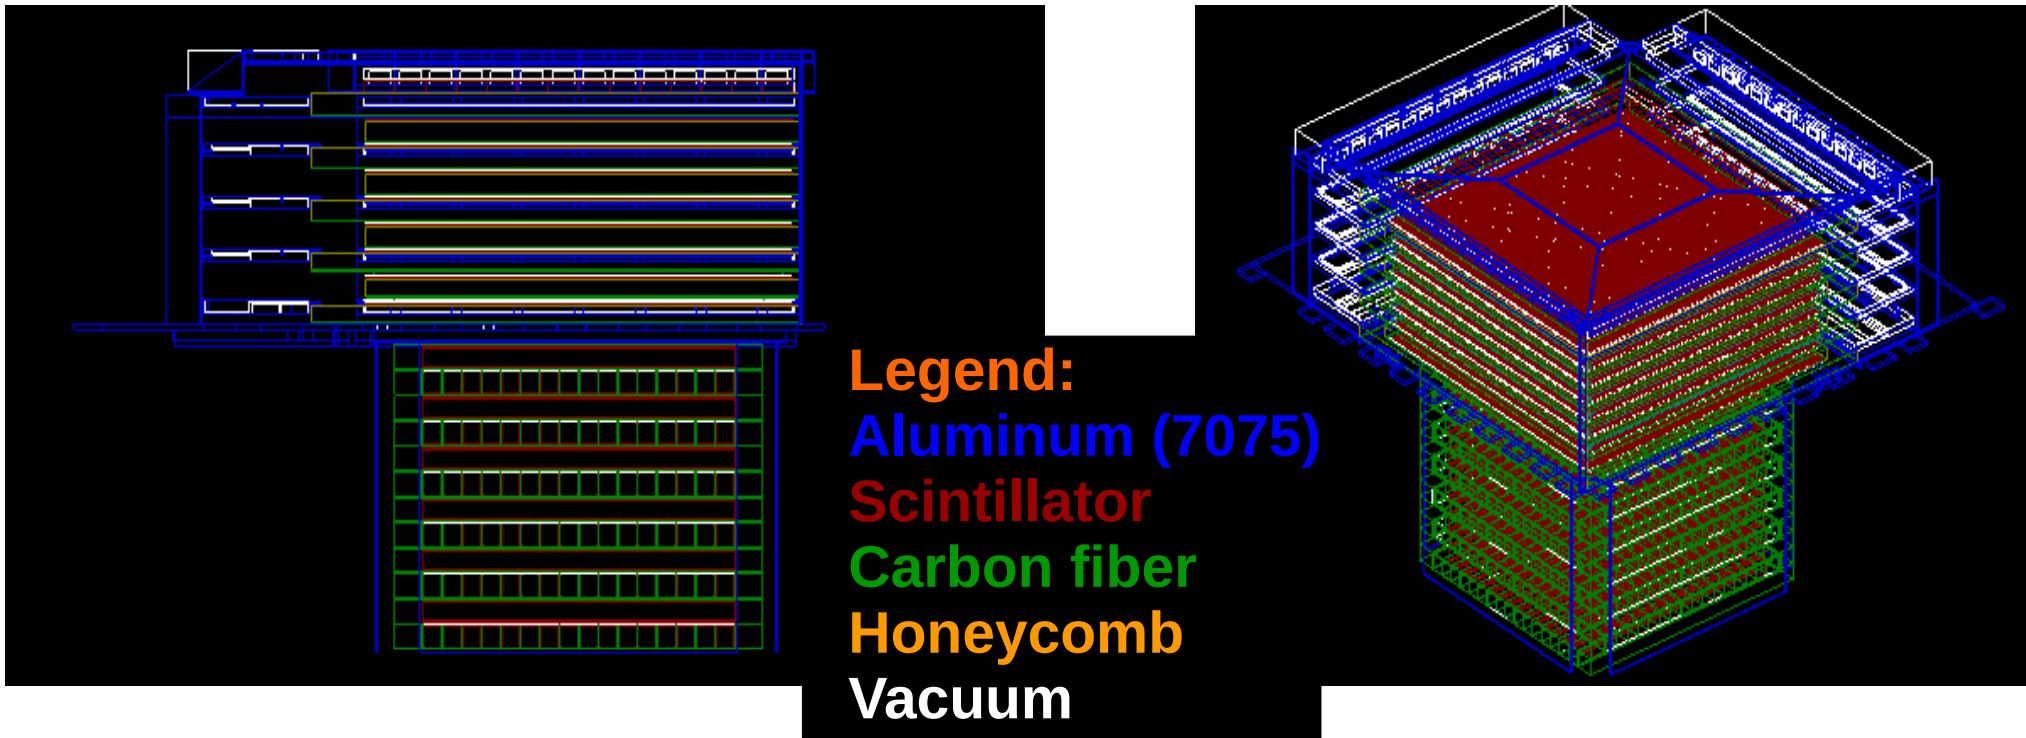 Legend:
Aluminum (7075)
Scintillator
Carbon fiber
Honeycomb
Vacuum